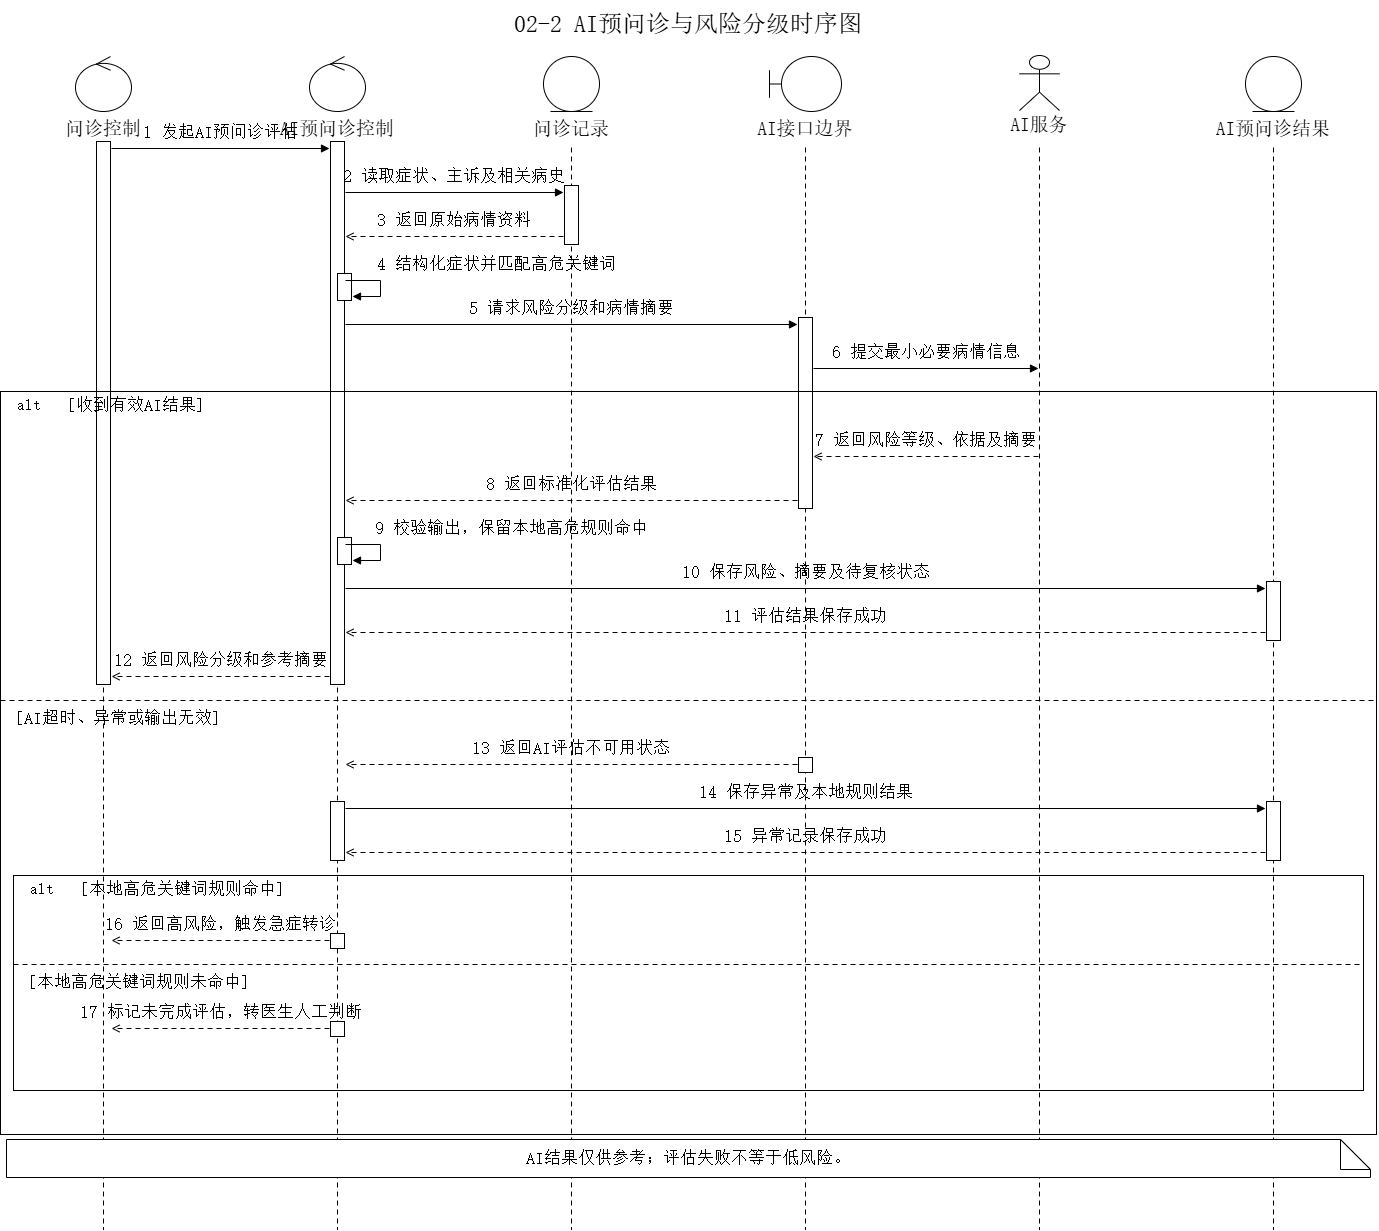 02-2 AI预问诊与风险分级时序图
问诊控制
AI预问诊控制
问诊记录
AI接口边界
AI服务
AI预问诊结果
1 发起AI预问诊评估
2 读取症状、主诉及相关病史
3 返回原始病情资料
4 结构化症状并匹配高危关键词
5 请求风险分级和病情摘要
6 提交最小必要病情信息
alt [收到有效AI结果]
7 返回风险等级、依据及摘要
8 返回标准化评估结果
9 校验输出，保留本地高危规则命中
10 保存风险、摘要及待复核状态
11 评估结果保存成功
12 返回风险分级和参考摘要
[AI超时、异常或输出无效]
13 返回AI评估不可用状态
14 保存异常及本地规则结果
15 异常记录保存成功
alt [本地高危关键词规则命中]
16 返回高风险，触发急症转诊
[本地高危关键词规则未命中]
17 标记未完成评估，转医生人工判断
AI结果仅供参考；评估失败不等于低风险。